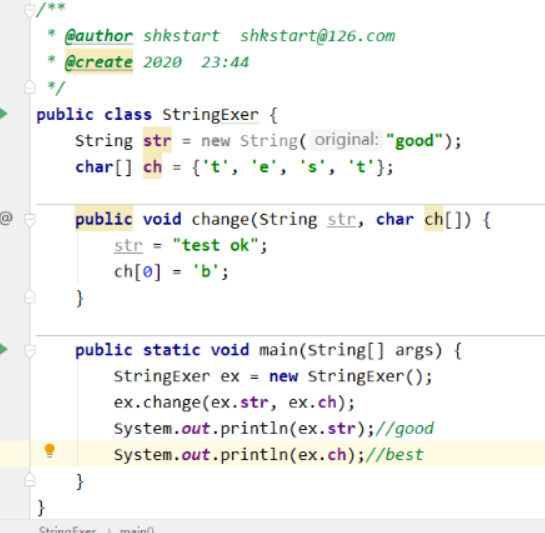 /**
* @author shkstart shkstart@126.com
* @create 2020 23:44
*/
public class StringExer {
String str = new String( original: "good");
char[] ch = {'t', 'e', 's', 't'};
@
public void change(String str, char ch[]) {
str = "test ok";
ch[0] = 'b';
}
public static void main(String[] args) {
StringExer ex = new StringExer();
ex.change(ex.str, ex.ch);
System.out.println(ex.str);//good
System.out.println(ex.ch);//best
}
}
StringExer › main()